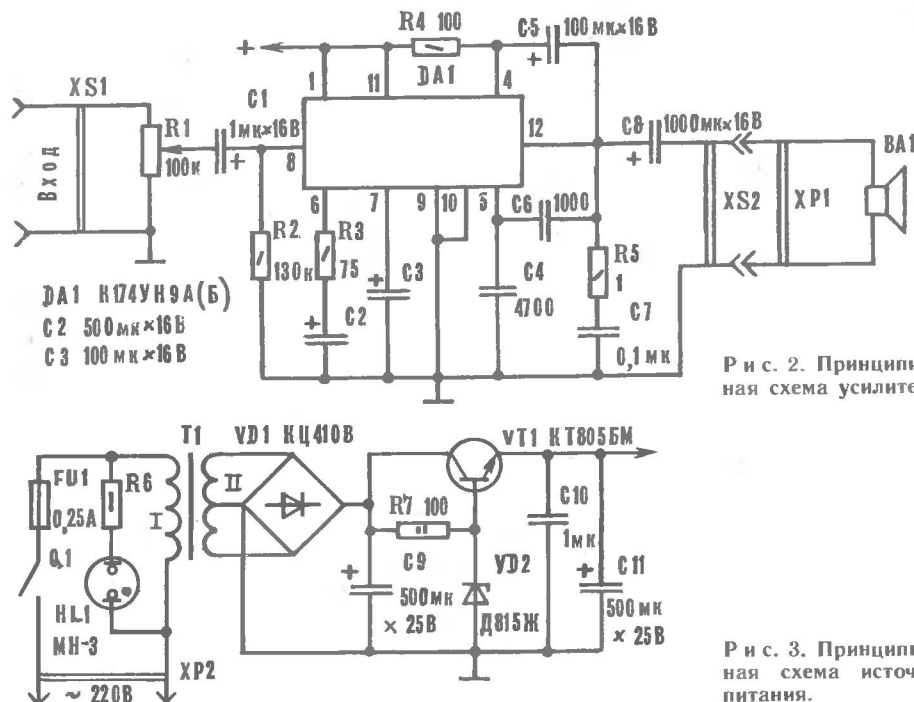 R4 100
C5 100мк×16В
+
+
DA1
1
11
4
XS1
C1
1мк×16В
+
R1
100к
Вход
8
12
C8 1000мк×16В
+
BA1
6
7
9
10
5
C6
1000
XS2
XP1
R2
130к
R3
75
+
C3
+
C2
C4
4700
R5
1
C7
0,1мк
DA1 К174УН9А(Б)
C2 500мк×16В
C3 100мк×16В
Рис. 2. Принципи
ная схема усилите
T1
VD1 КЦ410В
VT1 КТ805БМ
FU1
0,25А
R6
I
II
R7 100
C10
1мк
C9
+
500мк
×25В
VD2
Д815Ж
C11
+
500мк
×25В
HL1
МН-3
XP2
~220В
Рис. 3. Принципи
ная схема источ
питания.